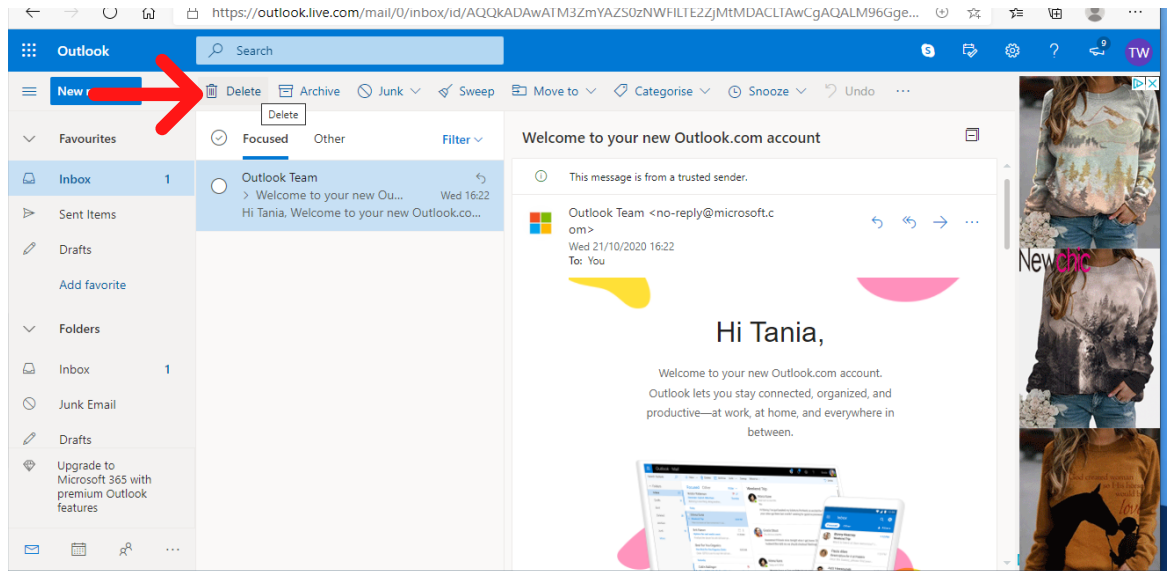 https://outlook.live.com/mail/0/inbox/id/AQQkADAwATM3ZmYAZS0zNWFlLTE2ZjMtMDACLTAwCgAQALM96Gge...
Outlook
Search
9
TW
New
Delete
Archive
Junk
Sweep
Move to
Categorise
Snooze
Undo
Delete
Favourites
Inbox 1
Sent Items
Drafts
Add favorite
Folders
Inbox 1
Junk Email
Drafts
Upgrade to
Microsoft 365 with
premium Outlook
features
Focused
Other
Filter
Outlook Team
Welcome to your new Ou... Wed 16:22
Hi Tania, Welcome to your new Outlook.co...
Welcome to your new Outlook.com account
This message is from a trusted sender.
Outlook Team <no-reply@microsoft.c
om>
Wed 21/10/2020 16:22
To: You
Hi Tania,
Welcome to your new Outlook.com account.
Outlook lets you stay connected, organized, and
productive—at work, at home, and everywhere in
between.
Newchic
God created woman